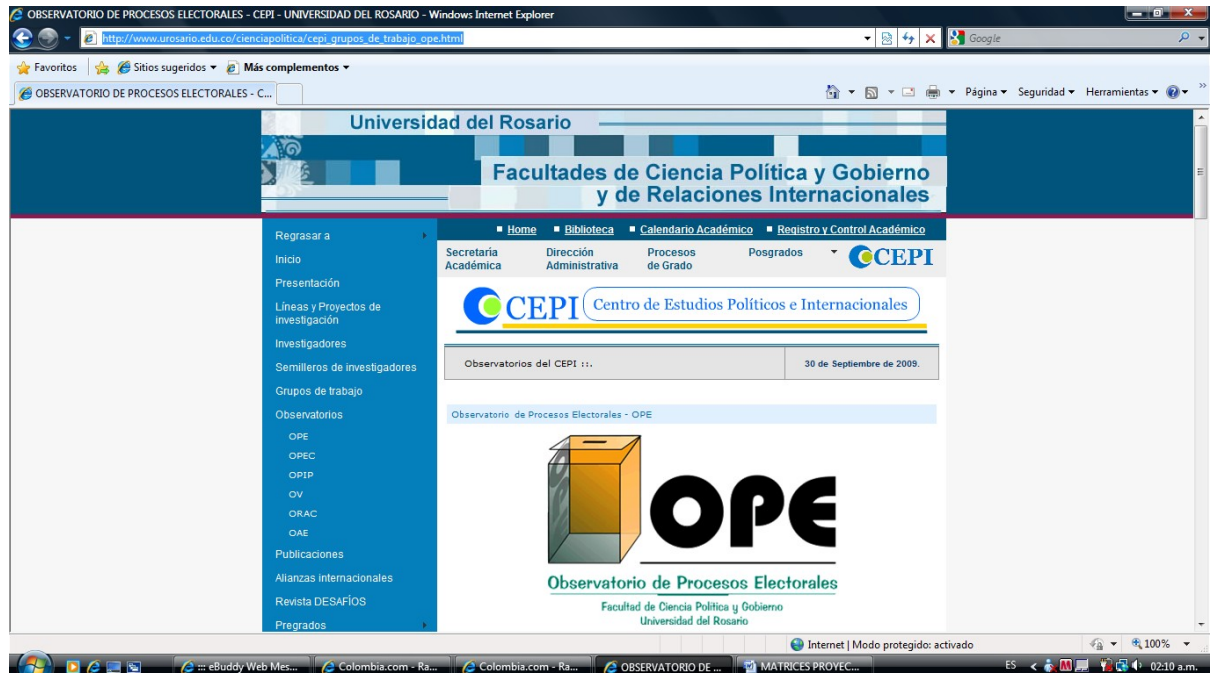 OBSERVATORIO DE PROCESOS ELECTORALES - CEPI - UNIVERSIDAD DEL ROSARIO - Windows Internet Explorer
http://www.urosario.edu.co/cienciapolitica/cepi_grupos_de_trabajo_ope.html
Google
Favoritos Sitios sugeridos Más complementos
OBSERVATORIO DE PROCESOS ELECTORALES - C...
Página Seguridad Herramientas
Universidad del Rosario
Facultades de Ciencia Política y Gobierno
y de Relaciones Internacionales
Regrasar a
Inicio
Presentación
Líneas y Proyectos de
investigación
Investigadores
Semilleros de investigadores
Grupos de trabajo
Observatorios
OPE
OPEC
OPIP
OV
ORAC
OAE
Publicaciones
Alianzas internacionales
Revista DESAFÍOS
Pregrados
Home Biblioteca Calendario Académico Registro y Control Académico
Secretaria Académica
Dirección Administrativa
Procesos de Grado
Posgrados
CEPI
CEPI Centro de Estudios Políticos e Internacionales
Observatorios del CEPI ::.
30 de Septiembre de 2009.
Observatorio de Procesos Electorales - OPE
OPE
Observatorio de Procesos Electorales
Facultad de Ciencia Política y Gobierno
Universidad del Rosario
Internet | Modo protegido: activado
100%
::: eBuddy Web Mes...
Colombia.com - Ra...
Colombia.com - Ra...
OBSERVATORIO DE ...
MATRICES PROYEC...
ES
02:10 a.m.